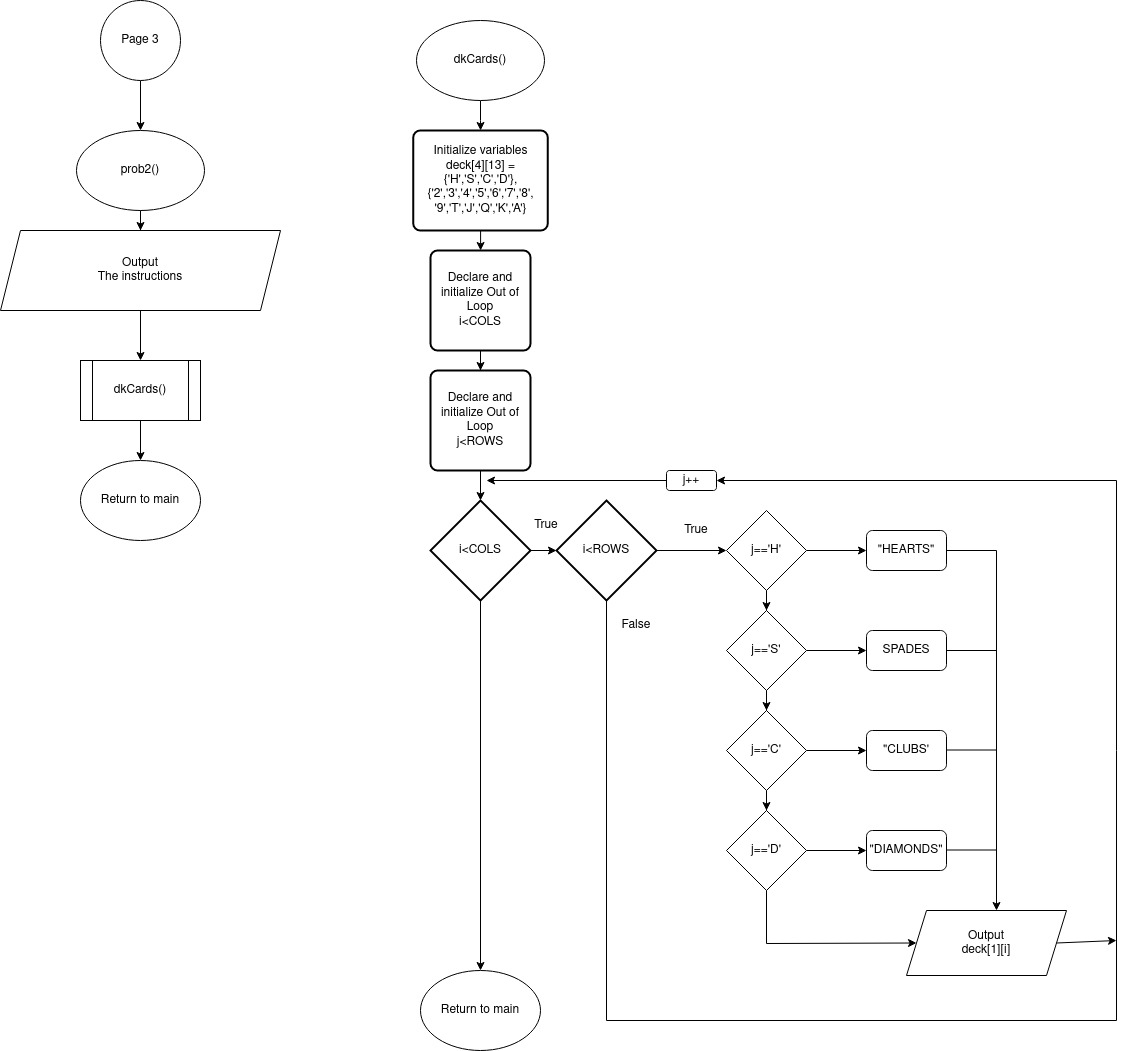 Page 3
prob2()
Output
The instructions
dkCards()
Return to main
dkCards()
Initialize variables
deck[4][13] =
{'H','S','C','D'},
{'2','3','4','5','6','7','8',
'9','T','J','Q','K','A'}
Declare and
initialize Out of
Loop
i<COLS
Declare and
initialize Out of
Loop
j<ROWS
j++
i<COLS
True
i<ROWS
True
False
j=='H'
"HEARTS"
j=='S'
SPADES
j=='C'
"CLUBS'
j=='D'
"DIAMONDS"
Output
deck[1][i]
Return to main